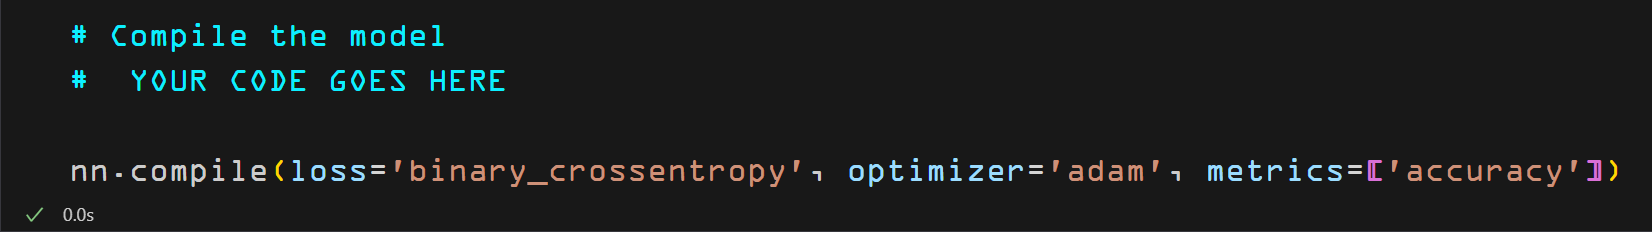 # Compile the model
#  YOUR CODE GOES HERE
nn.compile(loss='binary_crossentropy', optimizer='adam', metrics=['accuracy'])
✓ 0.0s